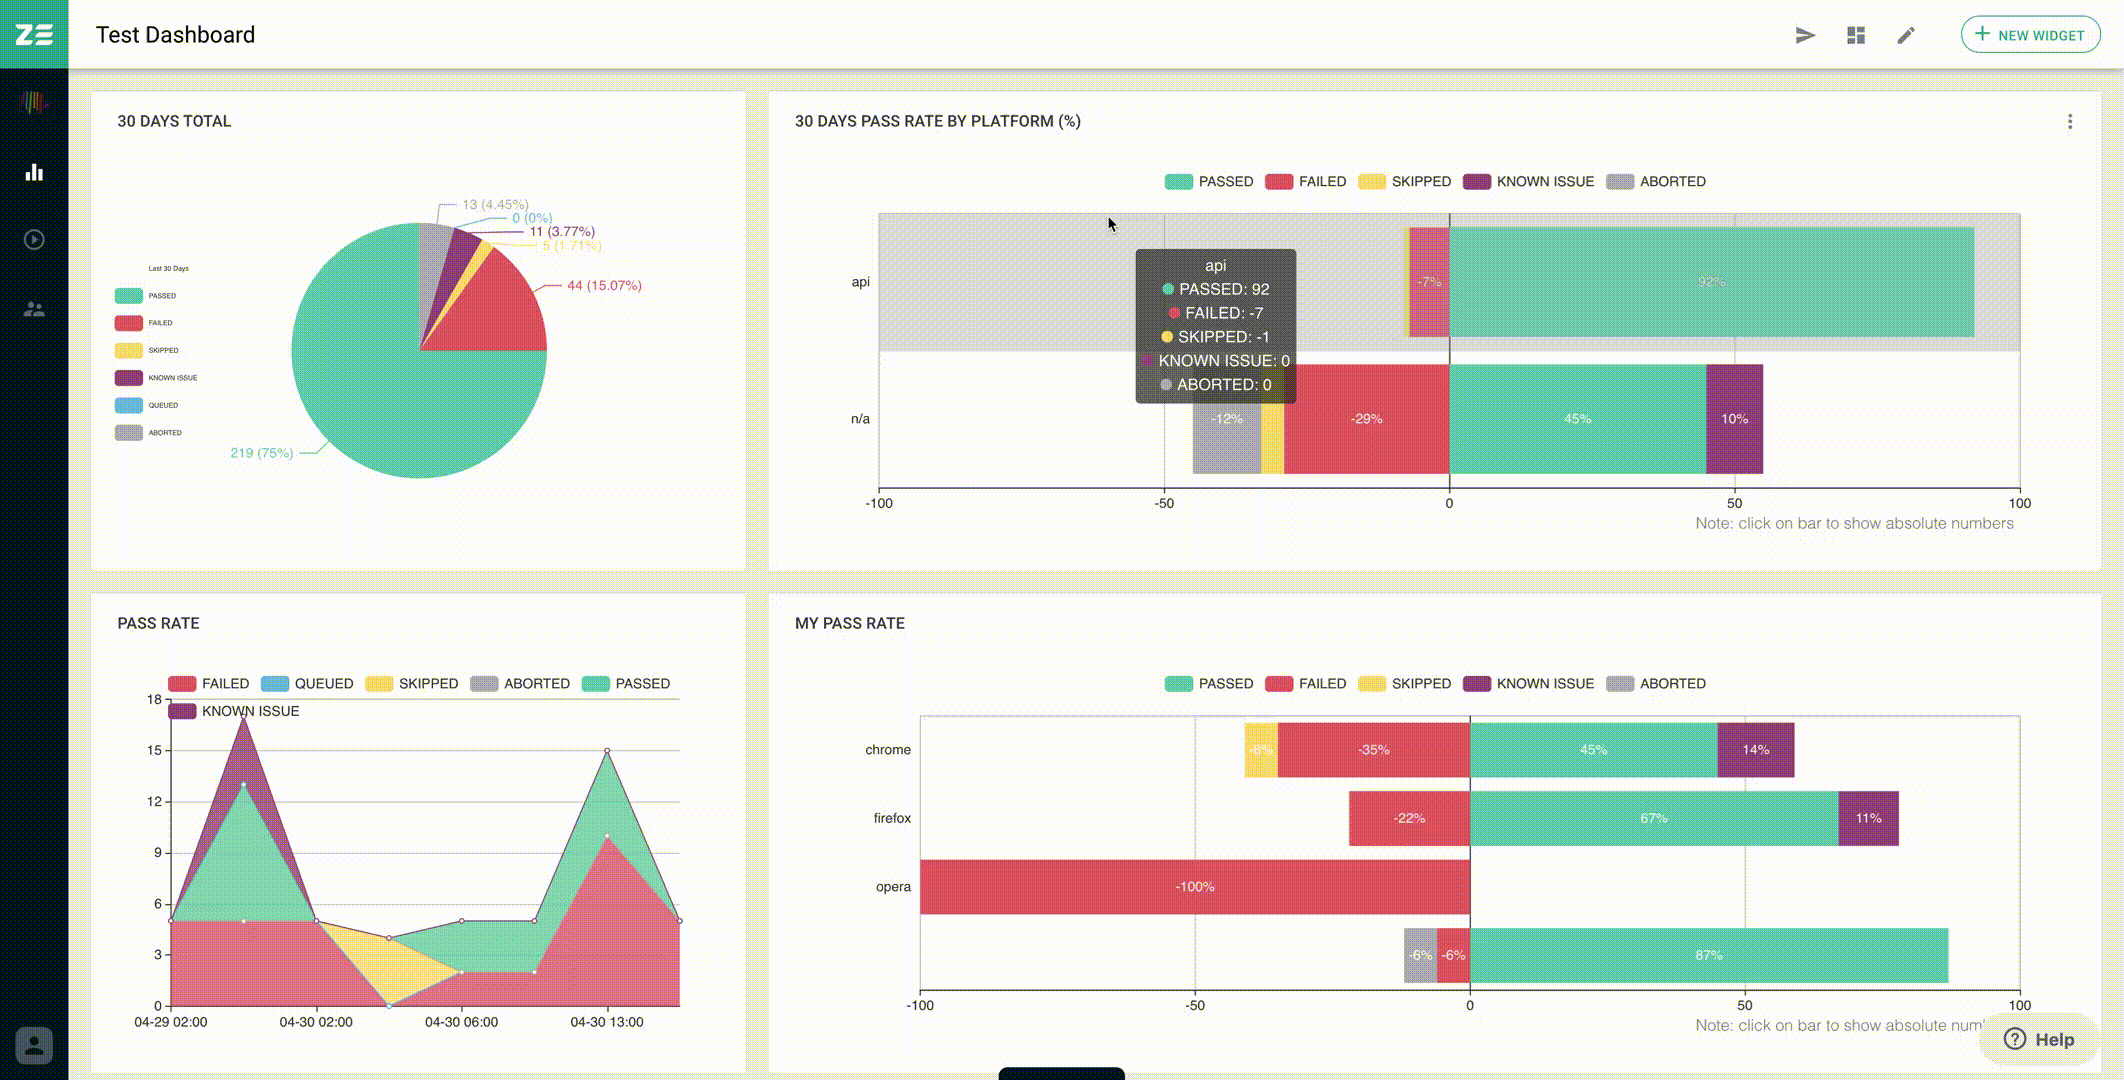 ZE
Test Dashboard
NEW WIDGET
30 DAYS TOTAL
13 (4.45%)
0 (0%)
11 (3.77%)
5 (1.71%)
44 (15.07%)
219 (75%)
Last 30 Days
PASSED
FAILED
SKIPPED
KNOWN ISSUE
QUEUED
ABORTED
30 DAYS PASS RATE BY PLATFORM (%)
PASSED FAILED SKIPPED KNOWN ISSUE ABORTED
api
-7% 92%
api
PASSED: 92
FAILED: -7
SKIPPED: -1
KNOWN ISSUE: 0
ABORTED: 0
n/a
-12% -29% 45% 10%
-100 -50 0 50 100
Note: click on bar to show absolute numbers
PASS RATE
FAILED QUEUED SKIPPED ABORTED PASSED
KNOWN ISSUE
18
15
12
9
6
3
0
04-29 02:00 04-30 02:00 04-30 06:00 04-30 13:00
MY PASS RATE
PASSED FAILED SKIPPED KNOWN ISSUE ABORTED
chrome
-35% 45% 14%
firefox
-22% 67% 11%
opera
-100%
-6% -6% 87%
-100 -50 0 50 100
Note: click on bar to show absolute
Help